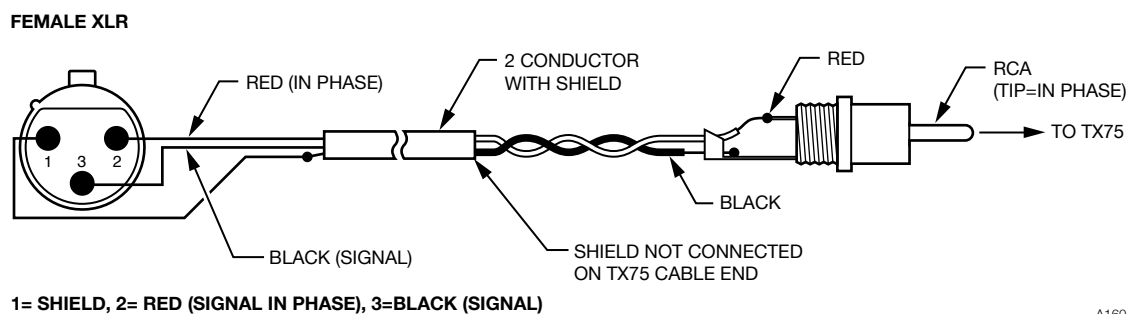 FEMALE XLR
RED (IN PHASE)
2 CONDUCTOR
WITH SHIELD
RED
RCA
(TIP=IN PHASE)
TO TX75
1
3
2
BLACK
BLACK (SIGNAL)
SHIELD NOT CONNECTED
ON TX75 CABLE END
1= SHIELD, 2= RED (SIGNAL IN PHASE), 3=BLACK (SIGNAL)